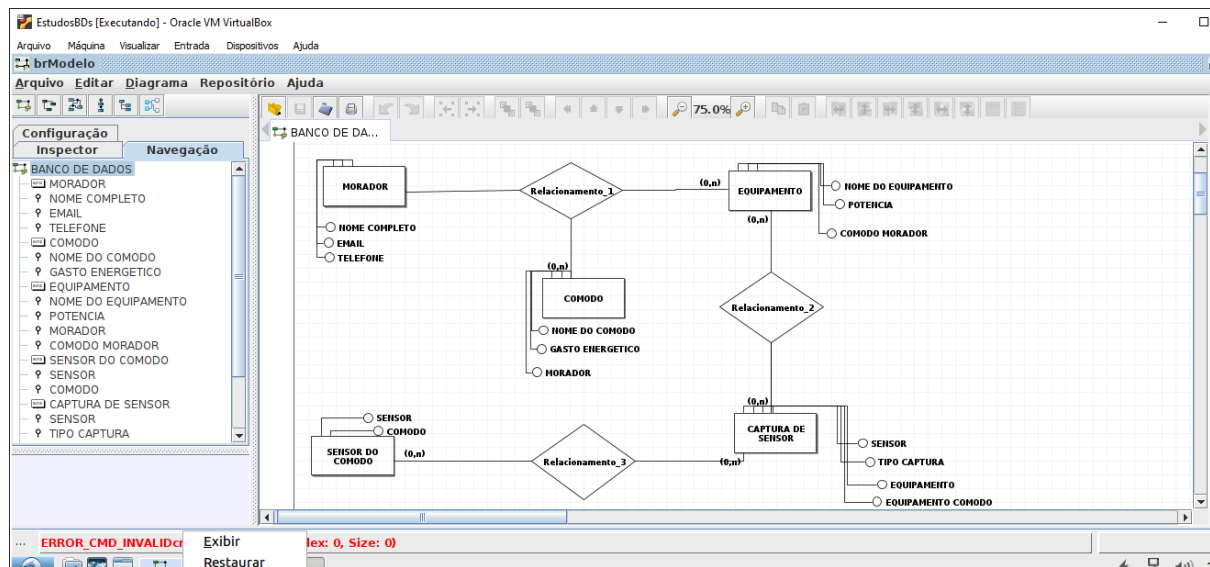 EstudosBDs [Executando] - Oracle VM VirtualBox
Arquivo Máquina Visualizar Entrada Dispositivos Ajuda
brModelo
Arquivo Editar Diagrama Repositório Ajuda
75.0%
Configuração
Inspector Navegação
BANCO DE DADOS
MORADOR
NOME COMPLETO
EMAIL
TELEFONE
COMODO
NOME DO COMODO
GASTO ENERGETICO
EQUIPAMENTO
NOME DO EQUIPAMENTO
POTENCIA
MORADOR
COMODO MORADOR
SENSOR DO COMODO
SENSOR
COMODO
CAPTURA DE SENSOR
SENSOR
TIPO CAPTURA
BANCO DE DA...
MORADOR
NOME COMPLETO
EMAIL
TELEFONE
Relacionamento_1
(0,n)
EQUIPAMENTO
(0,n)
NOME DO EQUIPAMENTO
POTENCIA
COMODO MORADOR
(0,n)
COMODO
NOME DO COMODO
GASTO ENERGETICO
MORADOR
Relacionamento_2
(0,n)
CAPTURA DE
SENSOR
SENSOR
TIPO CAPTURA
EQUIPAMENTO
EQUIPAMENTO COMODO
SENSOR
COMODO
SENSOR DO
COMODO
(0,n)
Relacionamento_3
(0,n)
... ERROR_CMD_INVALIDcr lex: 0, Size: 0)
Exibir
Restaurar